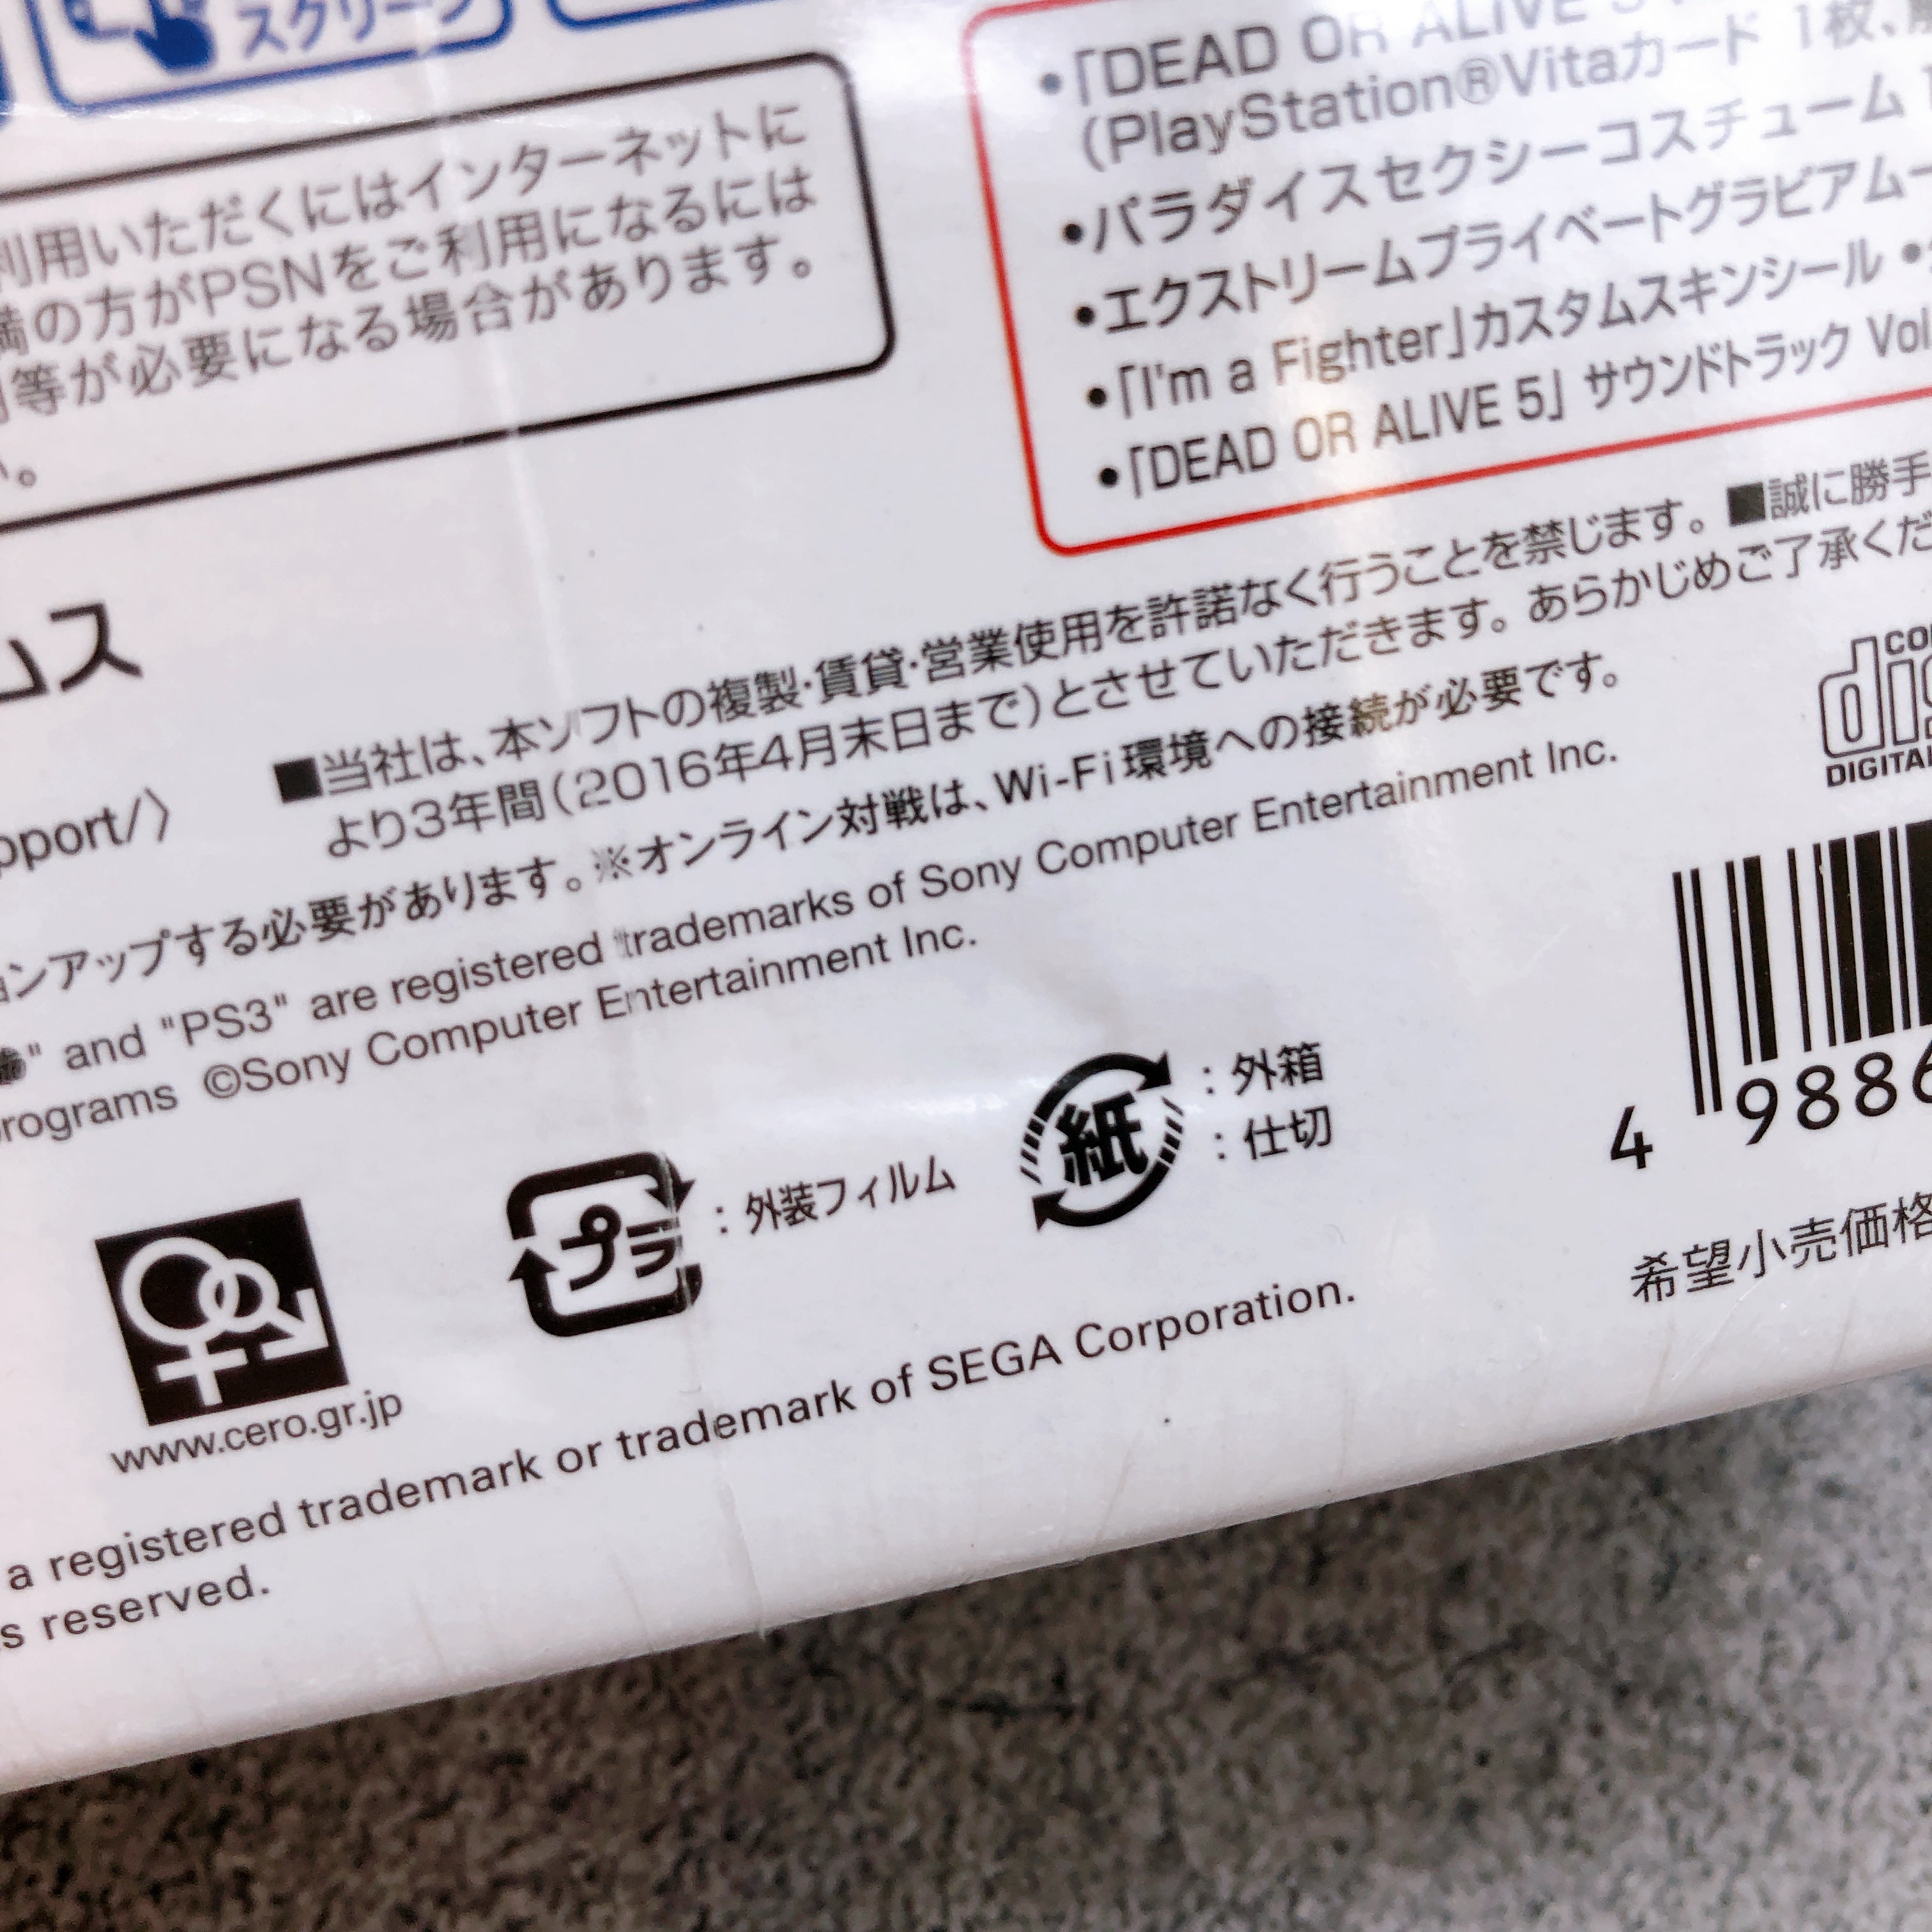 スクリーン
利用いただくにはインターネットに
満の方がPSNをご利用になるには
等が必要になる場合があります。
い。
•「DEAD OR ALIVE 5
(PlayStation®Vitaカード 1枚、
•パラダイスセクシーコスチューム
•エクストリームプライベートグラビアムー
•「I'm a Fighter」カスタムスキンシール •
•「DEAD OR ALIVE 5」 サウンドトラック Vol
ムス
pport/〉
■当社は、本ソフトの複製・賃貸・営業使用を許諾なく行うことを禁じます。■誠に勝手
より3年間(2016年4月末日まで)とさせていただきます。あらかじめご了承くだ
ョンアップする必要があります。※オンライン対戦は、Wi-Fi環境への接続が必要です。
" and "PS3" are registered trademarks of Sony Computer Entertainment Inc.
rograms ©Sony Computer Entertainment Inc.
DIGITA
www.cero.gr.jp
プラ
: 外装フィルム
紙
: 外箱
: 仕切
4 9886
希望小売価格
a registered trademark or trademark of SEGA Corporation.
s reserved.